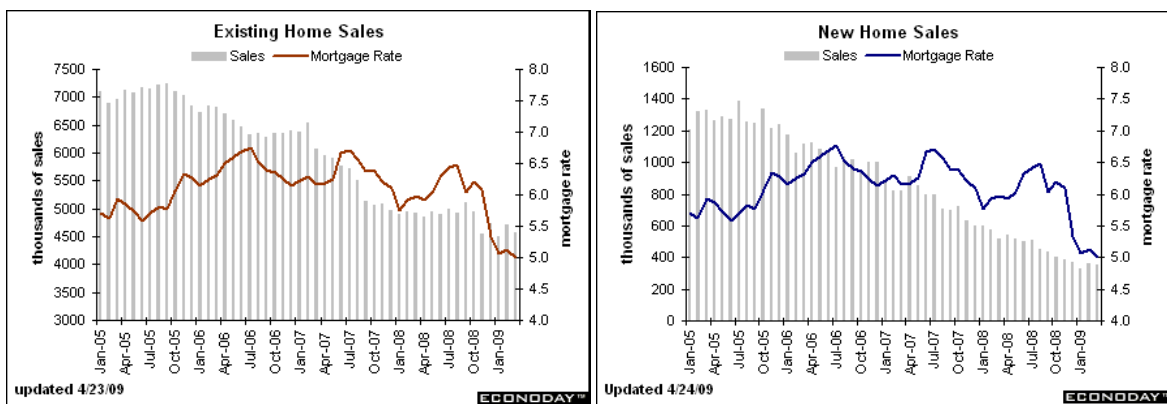 Existing Home Sales
Sales Mortgage Rate
thousands of sales
7500
7000
6500
6000
5500
5000
4500
4000
3500
3000
8.0
7.5
7.0
6.5
6.0
5.5
5.0
4.5
4.0
mortgage rate
Jan-05
Apr-05
Jul-05
Oct-05
Jan-06
Apr-06
Jul-06
Oct-06
Jan-07
Apr-07
Jul-07
Oct-07
Jan-08
Apr-08
Jul-08
Oct-08
Jan-09
updated 4/23/09
ECONODAY™
New Home Sales
Sales Mortgage Rate
thousands of sales
1600
1400
1200
1000
800
600
400
200
0
8.0
7.5
7.0
6.5
6.0
5.5
5.0
4.5
4.0
mortgage rate
Jan-05
Apr-05
Jul-05
Oct-05
Jan-06
Apr-06
Jul-06
Oct-06
Jan-07
Apr-07
Jul-07
Oct-07
Jan-08
Apr-08
Jul-08
Oct-08
Jan-09
Updated 4/24/09
ECONODAY™